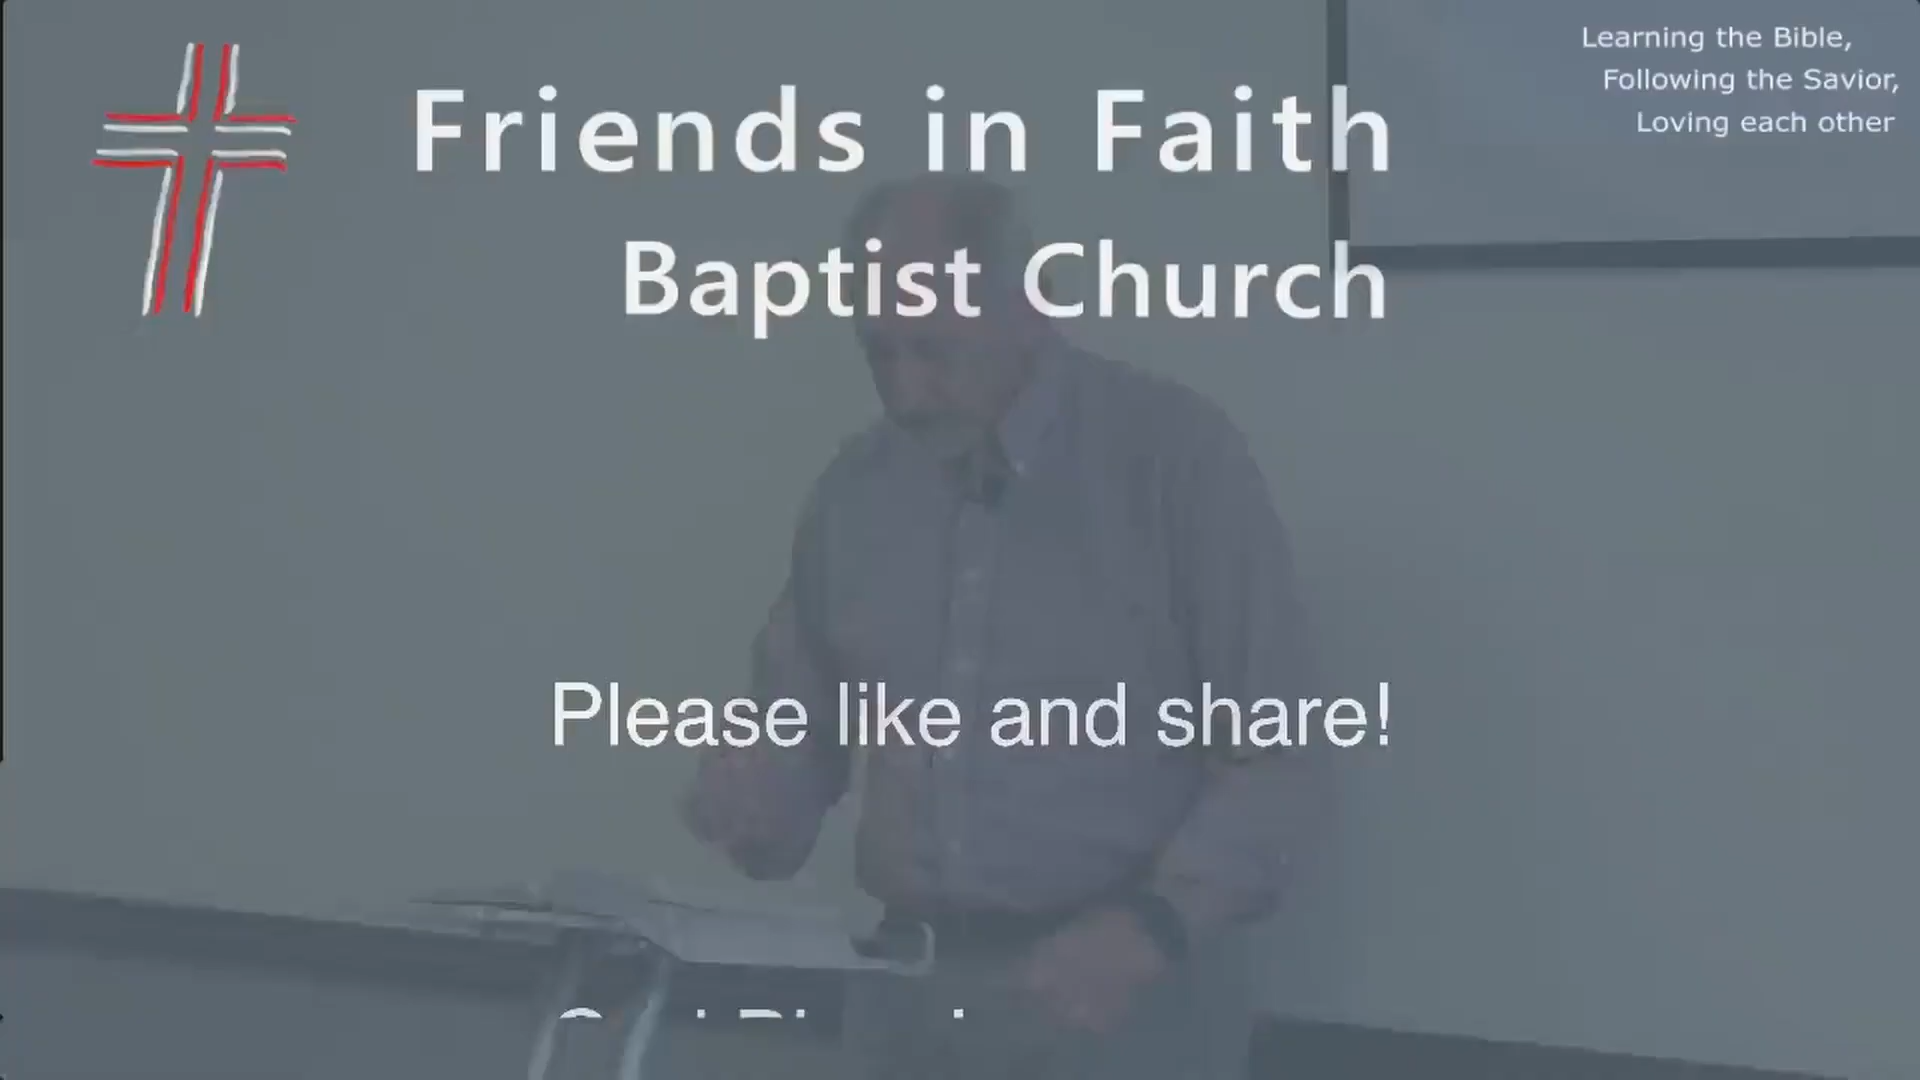 Friends in Faith
Baptist Church
Learning the Bible,
Following the Savior,
Loving each other
Please like and share!